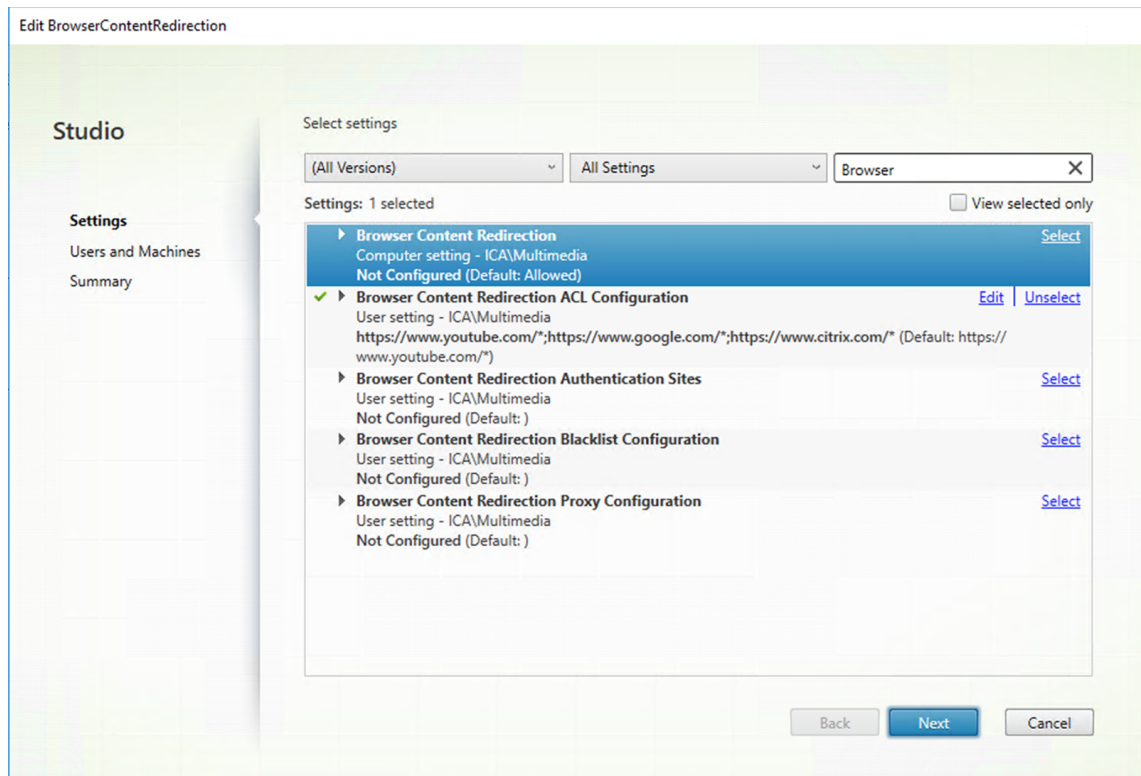 Edit BrowserContentRedirection
Studio
Settings
Users and Machines
Summary
Select settings
(All Versions)
All Settings
Browser
Settings: 1 selected
View selected only
Browser Content Redirection
Select
Computer setting - ICA\Multimedia
Not Configured (Default: Allowed)
Browser Content Redirection ACL Configuration
Edit
Unselect
User setting - ICA\Multimedia
https://www.youtube.com/*;https://www.google.com/*;https://www.citrix.com/* (Default: https://
www.youtube.com/*)
Browser Content Redirection Authentication Sites
Select
User setting - ICA\Multimedia
Not Configured (Default: )
Browser Content Redirection Blacklist Configuration
Select
User setting - ICA\Multimedia
Not Configured (Default: )
Browser Content Redirection Proxy Configuration
Select
User setting - ICA\Multimedia
Not Configured (Default: )
Back
Next
Cancel